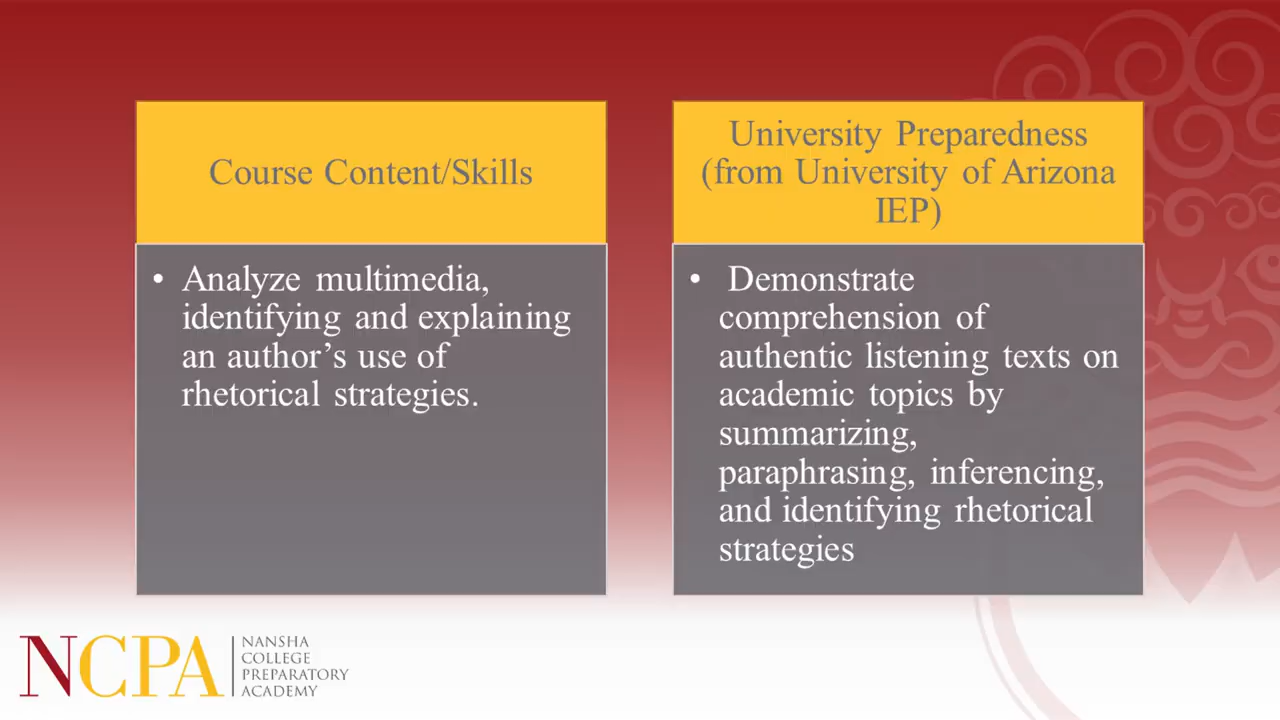 Course Content/Skills
• Analyze multimedia,
identifying and explaining
an author’s use of
rhetorical strategies.
University Preparedness
(from University of Arizona
IEP)
• Demonstrate
comprehension of
authentic listening texts on
academic topics by
summarizing,
paraphrasing, inferencing,
and identifying rhetorical
strategies
NCPA
NANSHA
COLLEGE
PREPARATORY
ACADEMY